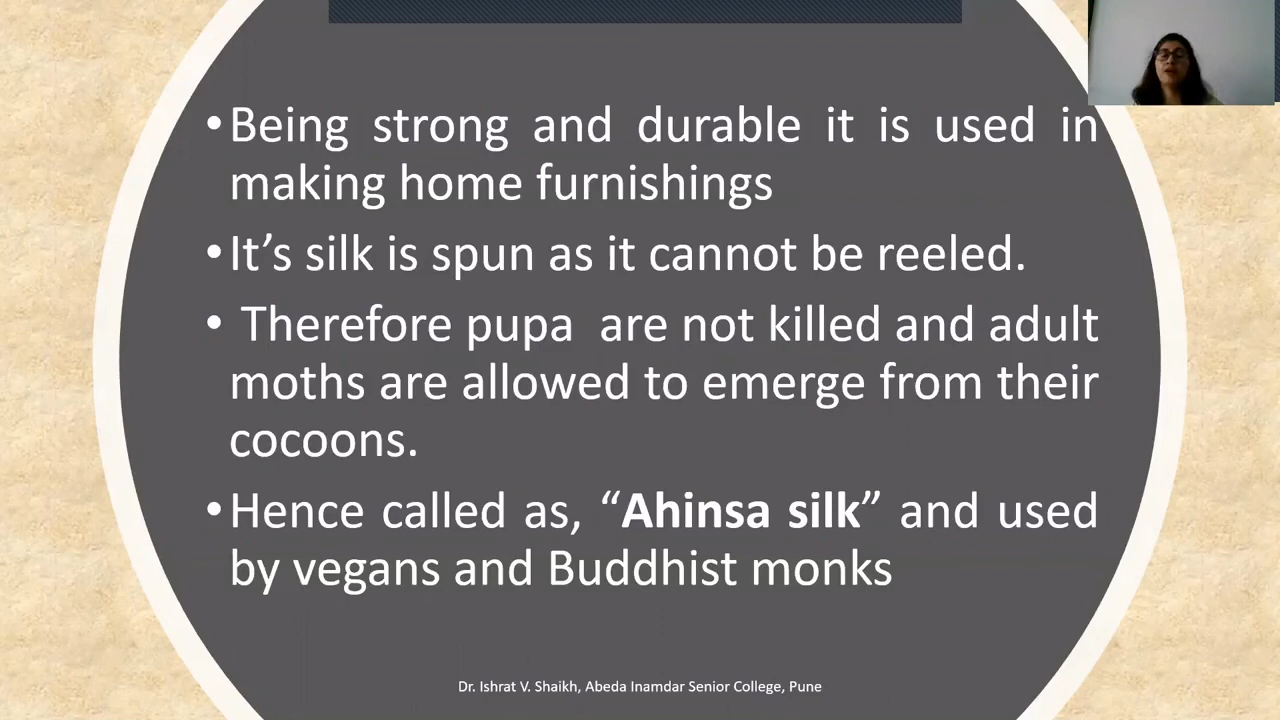 •Being strong and durable it is used in
making home furnishings
•It’s silk is spun as it cannot be reeled.
• Therefore pupa  are not killed and adult
moths are allowed to emerge from their
cocoons.
•Hence called as, “Ahinsa silk” and used
by vegans and Buddhist monks
Dr. Ishrat V. Shaikh, Abeda Inamdar Senior College, Pune